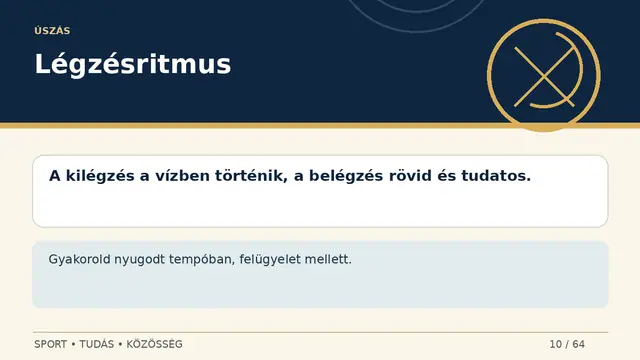 ÚSZÁS
Légzésritmus
A kilégzés a vízben történik, a belégzés rövid és tudatos.
Gyakorold nyugodt tempóban, felügyelet mellett.
SPORT • TUDÁS • KÖZÖSSÉG
10 / 64